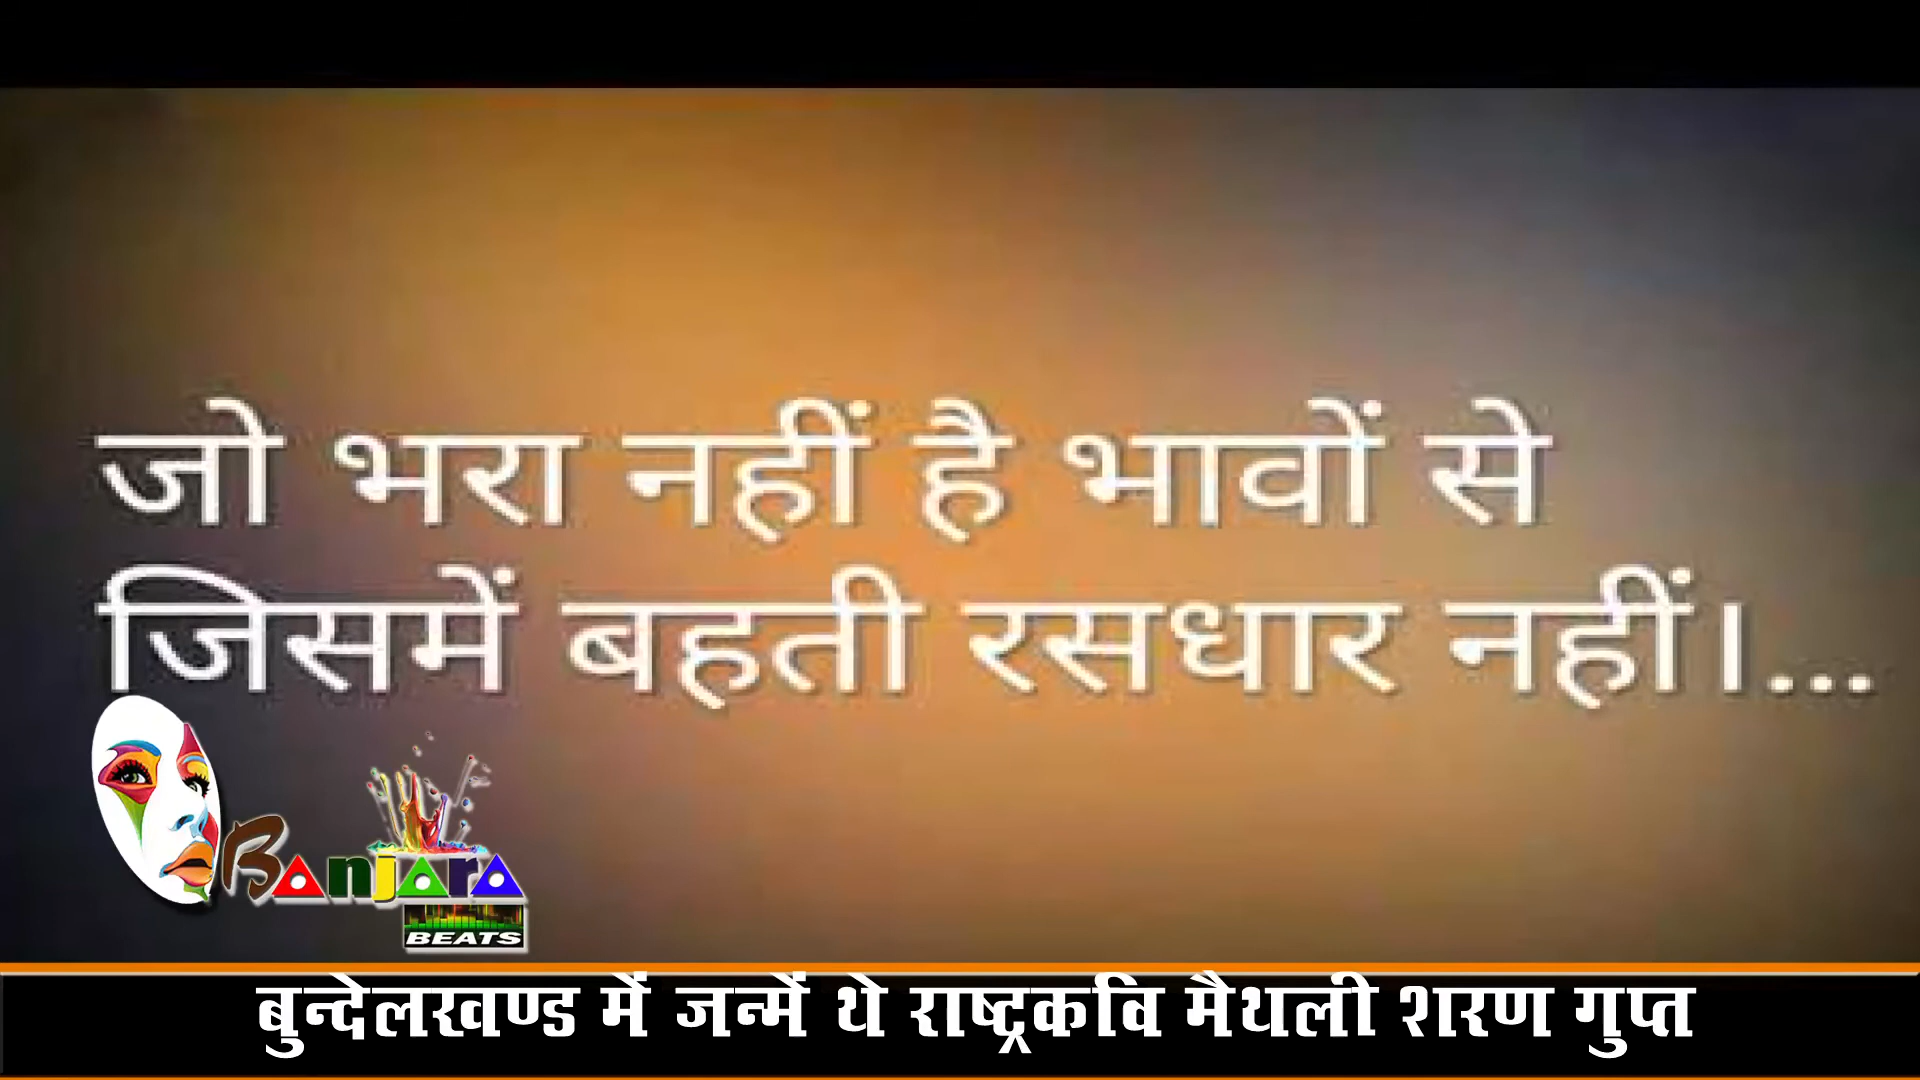 जो भरा नहीं है भावों से
जिसमें बहती रसधार नहीं।...
Banjara
BEATS
बुन्देलखण्ड में जन्में थे राष्ट्रकवि मैथली शरण गुप्त